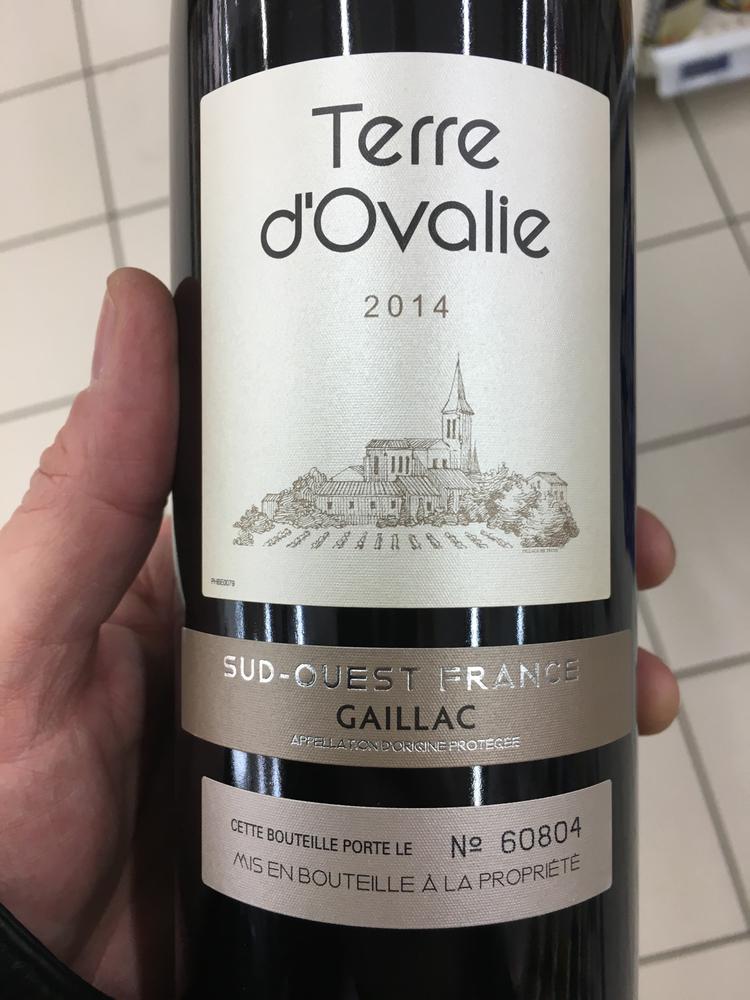 Terre
d'Ovalie
2014
SUD-OUEST FRANCE
GAILLAC
APPELLATION D'ORIGINE PROTÉGÉE
CETTE BOUTEILLE PORTE LE Nº 60804
MIS EN BOUTEILLE À LA PROPRIÉTÉ